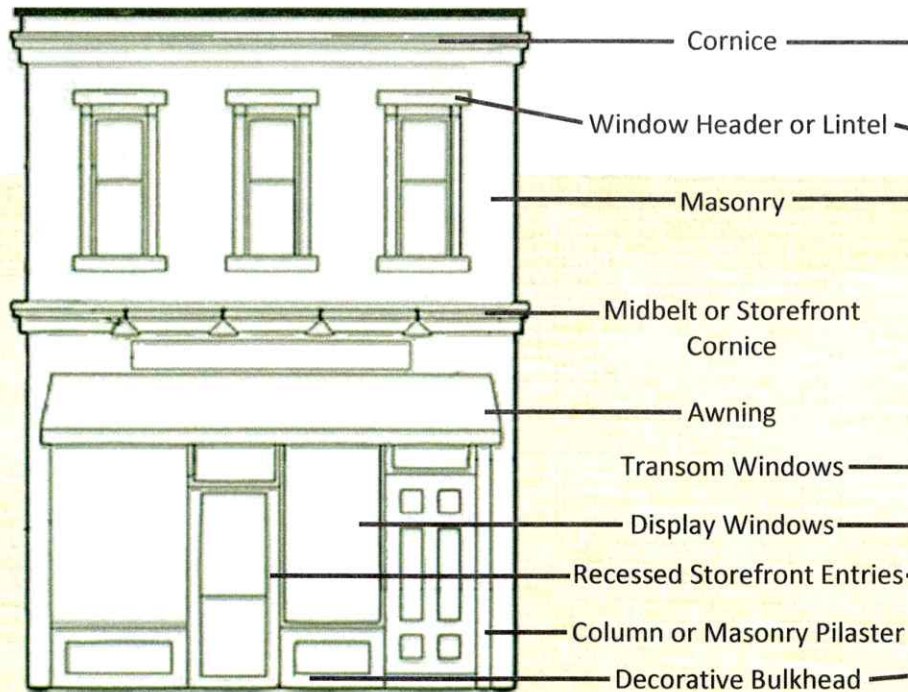 Cornice
Window Header or Lintel
Masonry
Midbelt or Storefront
Cornice
Awning
Transom Windows
Display Windows
Recessed Storefront Entries
Column or Masonry Pilaster
Decorative Bulkhead